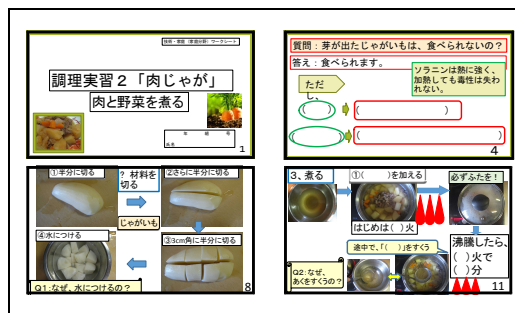 技術・家庭（家庭分野）ワークシート
調理実習２「肉じゃが」
肉と野菜を煮る
年　組　号
氏名
1
質問：芽が出たじゃがいもは、食べられないの？
答え：食べられます。
ソラニンは熱に強く、
加熱しても毒性は失わ
れない。
ただ
し、
(　　)
(　　　　　　)
(　　　　)
(　　　　　　　　　　)
4
①半分に切る
？ 材料を
切る
②さらに半分に切る
じゃがいも
④水につける
③3cm角に半分に切る
Q1:なぜ、水につけるの？
8
３、煮る
①(　　　)を加える
必ずふたを！
はじめは(　)火
途中で、「(　　)」をすくう
沸騰したら、
(　)火で
(　)分
Q2:なぜ、
あくをすくうの？
11